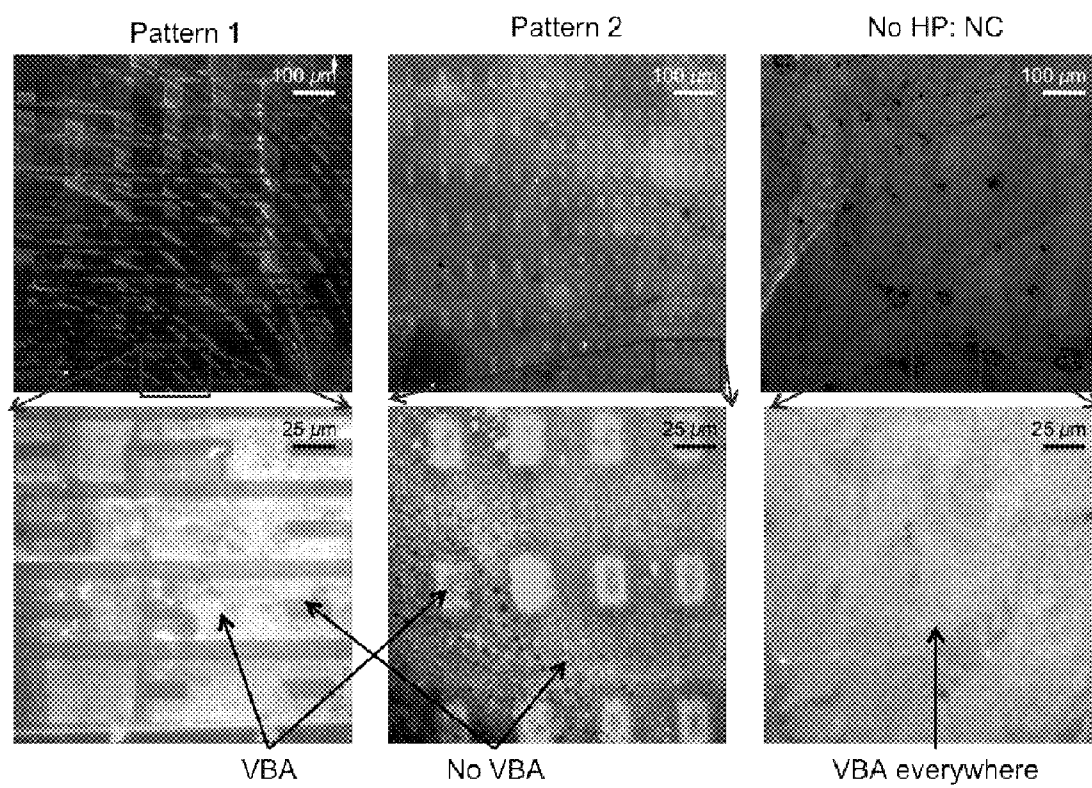 Pattern 1
Pattern 2
No HP: NC
100 µm
100 µm
100 µm
25 µm
25 µm
25 µm
VBA
No VBA
VBA everywhere